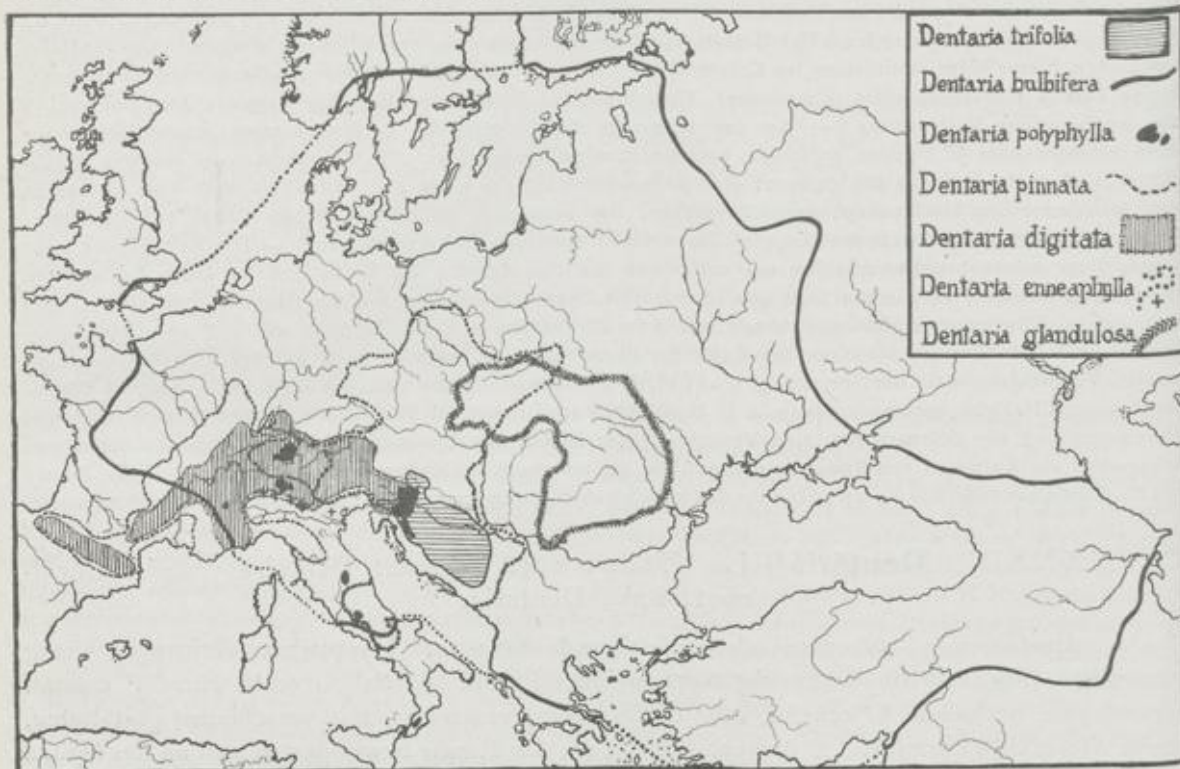 Dentaria trifolia
Dentaria bulbifera
Dentaria polyphylla
Dentaria pinnata
Dentaria digitata
Dentaria enneaphylla
Dentaria glandulosa